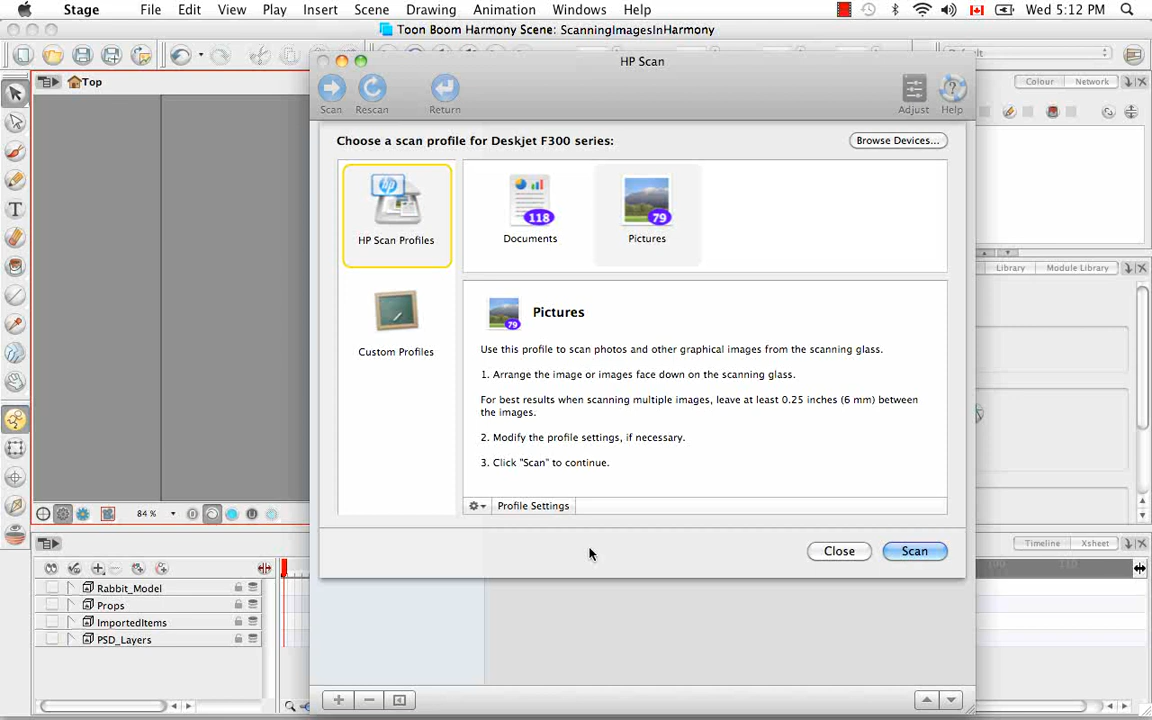 Stage File Edit View Play Insert Scene Drawing Animation Windows Help Wed 5:12 PM
Toon Boom Harmony Scene: ScanningImagesInHarmony
HP Scan
Top
Colour Network
Default
Scan Rescan Return Adjust Help
Choose a scan profile for Deskjet F300 series:
Browse Devices...
HP Scan Profiles
118
Documents
79
Pictures
Custom Profiles
79
Pictures
Use this profile to scan photos and other graphical images from the scanning glass.
1. Arrange the image or images face down on the scanning glass.
For best results when scanning multiple images, leave at least 0.25 inches (6 mm) between
the images.
2. Modify the profile settings, if necessary.
3. Click "Scan" to continue.
Profile Settings
Close Scan
Library Module Library
84 %
Timeline Xsheet
Rabbit_Model
Props
ImportedItems
PSD_Layers